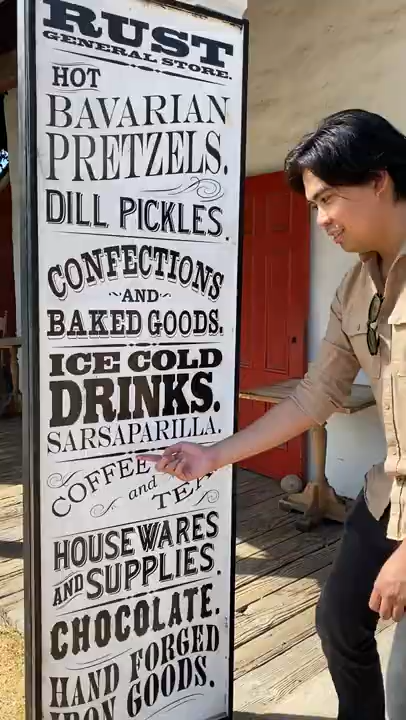 RUST
GENERAL STORE.
HOT
BAVARIAN
PRETZELS.
DILL PICKLES.
CONFECTIONS
AND
BAKED GOODS.
ICE COLD
DRINKS.
SARSAPARILLA.
COFFEE
and
TEA
HOUSEWARES
AND SUPPLIES.
CHOCOLATE.
HAND FORGED
IRON GOODS.